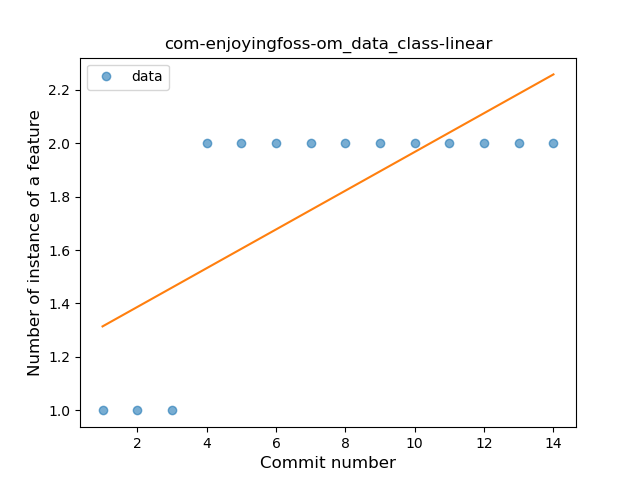 com-enjoyingfoss-om_data_class-linear
data
Number of instance of a feature
2.2
2.0
1.8
1.6
1.4
1.2
1.0
2 4 6 8 10 12 14
Commit number